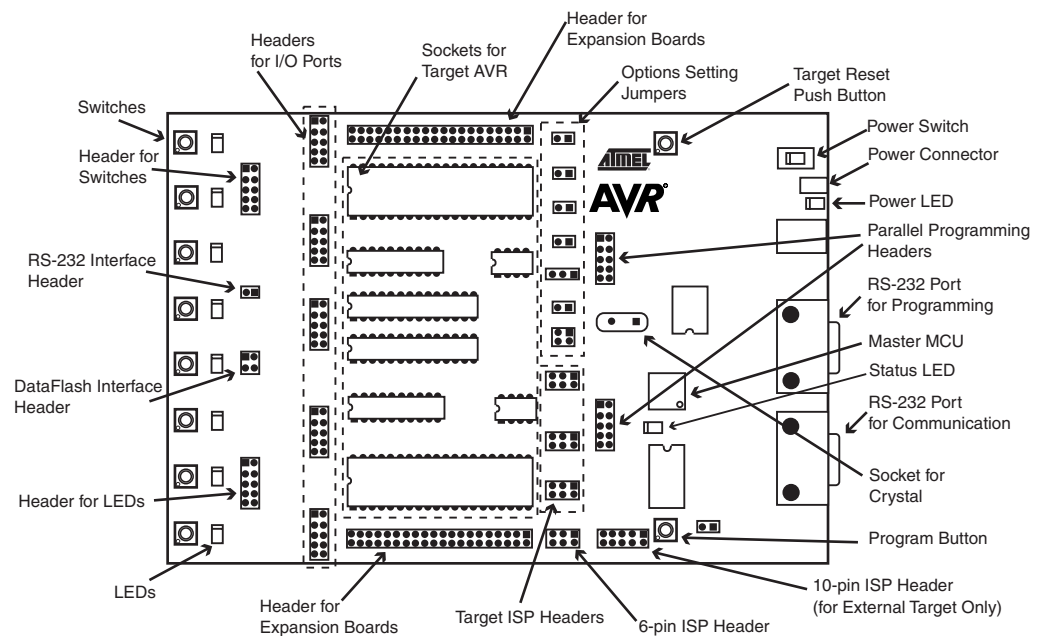 Header for
Expansion Boards
Headers
for I/O Ports
Sockets for
Target AVR
Options Setting
Jumpers
Target Reset
Push Button
Switches
Header for
Switches
Power Switch
Power Connector
Power LED
ATMEL
AVR
Parallel Programming
Headers
RS-232 Interface
Header
RS-232 Port
for Programming
Master MCU
Status LED
DataFlash Interface
Header
RS-232 Port
for Communication
Header for LEDs
Socket for
Crystal
Program Button
LEDs
Header for
Expansion Boards
Target ISP Headers
6-pin ISP Header
10-pin ISP Header
(for External Target Only)